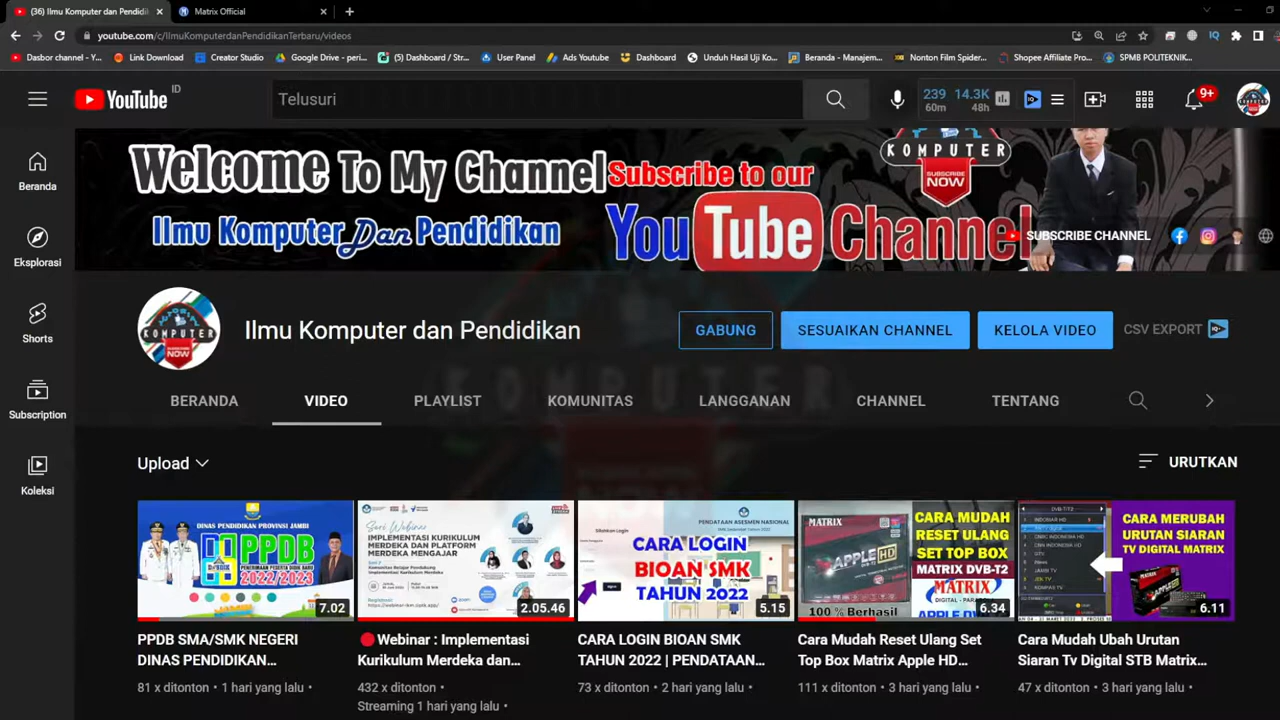 (36) Ilmu Komputer dan Pendidi
Matrix Official
youtube.com/c/IlmuKomputerdanPendidikanTerbaru/videos
Dasbor channel - Y...
Link Download
Creator Studio
Google Drive - peri...
(5) Dashboard / Str...
User Panel
Ads Youtube
Dashboard
Unduh Hasil Uji Ko...
Beranda - Manajem...
Nonton Film Spider...
Shopee Affiliate Pro...
SPMB POLITEKNIK...
YouTube ID
Telusuri
239 14.3K
60m 48h
9+
Beranda
Eksplorasi
Shorts
Subscription
Koleksi
Welcome To My Channel
Ilmu Komputer Dan Pendidikan
Subscribe to our
YouTube Channel
KOMPUTER
SUBSCRIBE
NOW
SUBSCRIBE CHANNEL
KOMPUTER
Ilmu Komputer dan Pendidikan
GABUNG
SESUAIKAN CHANNEL
KELOLA VIDEO
CSV EXPORT
BERANDA
VIDEO
PLAYLIST
KOMUNITAS
LANGGANAN
CHANNEL
TENTANG
Upload
URUTKAN
DINAS PENDIDIKAN PROVINSI JAMBI
PPDB
2022/2023
7.02
PPDB SMA/SMK NEGERI
DINAS PENDIDIKAN...
81 x ditonton • 1 hari yang lalu •
Seri Webinar
IMPLEMENTASI KURIKULUM
MERDEKA DAN PLATFORM
MERDEKA MENGAJAR
2.05.46
🔴Webinar : Implementasi
Kurikulum Merdeka dan...
432 x ditonton •
Streaming 1 hari yang lalu •
PENDATAAN ASESMEN NASIONAL
CARA LOGIN
BIOAN SMK
TAHUN 2022
5.15
CARA LOGIN BIOAN SMK
TAHUN 2022 | PENDATAAN...
73 x ditonton • 2 hari yang lalu •
MATRIX
APPLE HD
100 % Berhasil
CARA MUDAH
RESET ULANG
SET TOP BOX
MATRIX DVB-T2
MATRIX
6.34
Cara Mudah Reset Ulang Set
Top Box Matrix Apple HD...
111 x ditonton • 3 hari yang lalu •
DVB-T/T2
CARA MERUBAH
URUTAN SIARAN
TV DIGITAL MATRIX
6.11
Cara Mudah Ubah Urutan
Siaran Tv Digital STB Matrix...
47 x ditonton • 3 hari yang lalu •